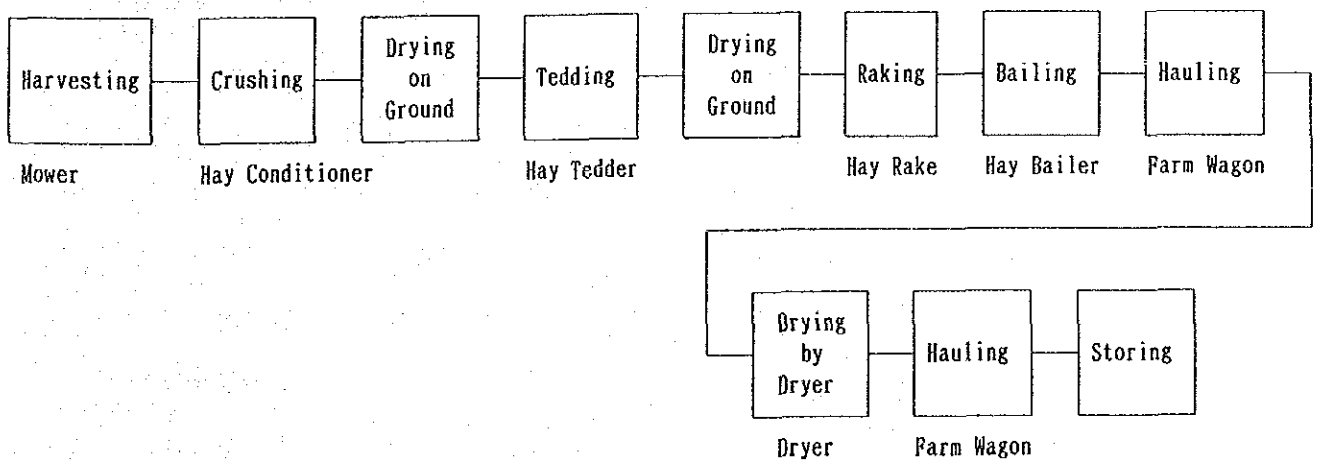 Harvesting
Crushing
Drying
on
Ground
Tedding
Drying
on
Ground
Raking
Bailing
Hauling
Mower
Hay Conditioner
Hay Tedder
Hay Rake
Hay Bailer
Farm Wagon
Drying
by
Dryer
Hauling
Storing
Dryer
Farm Wagon